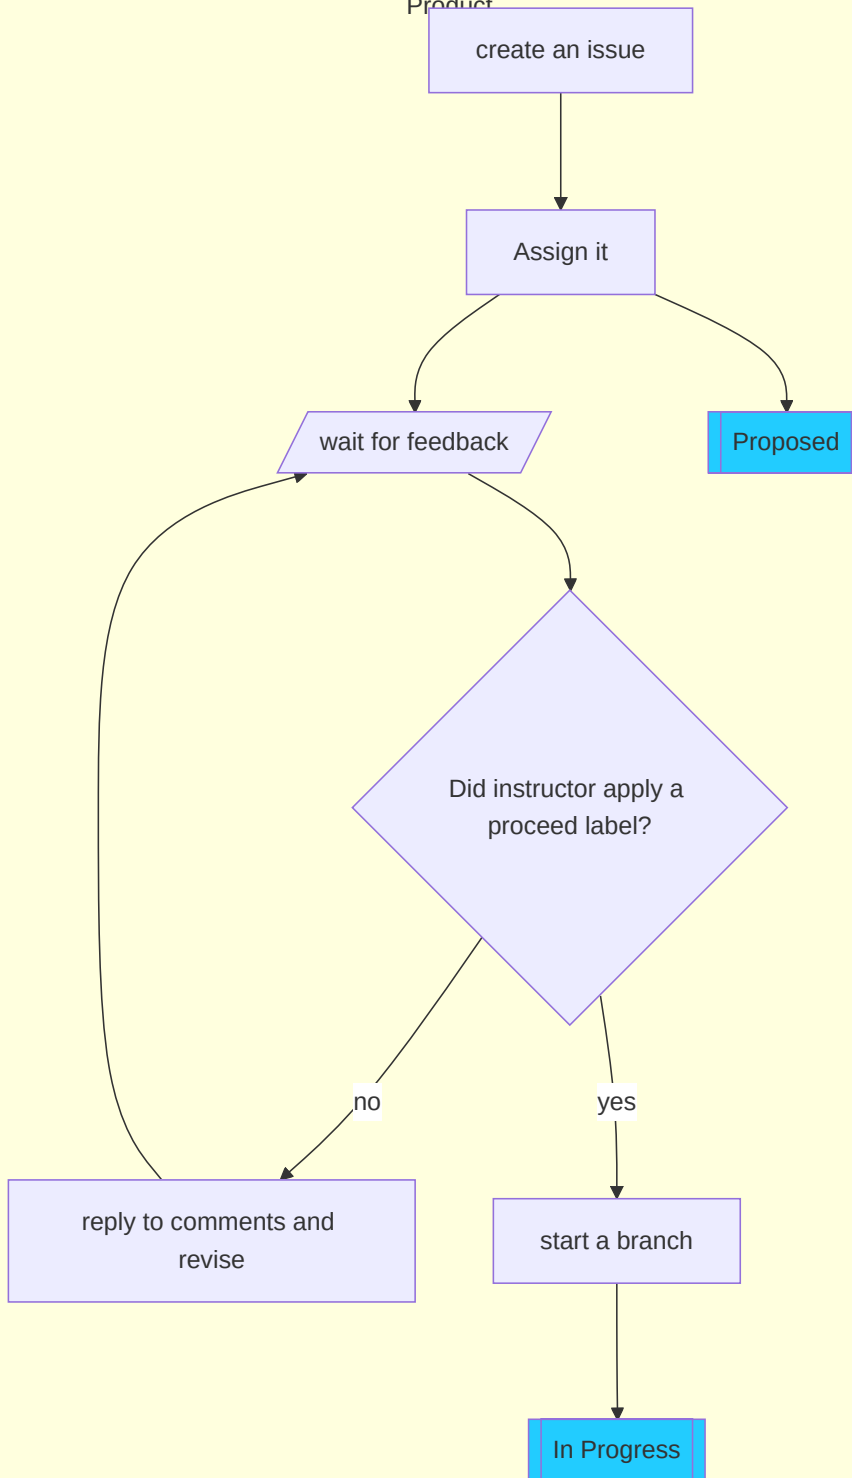 Product
create an issue
Assign it
wait for feedback
Proposed
Did instructor apply a
proceed label?
no
yes
reply to comments and
revise
start a branch
In Progress